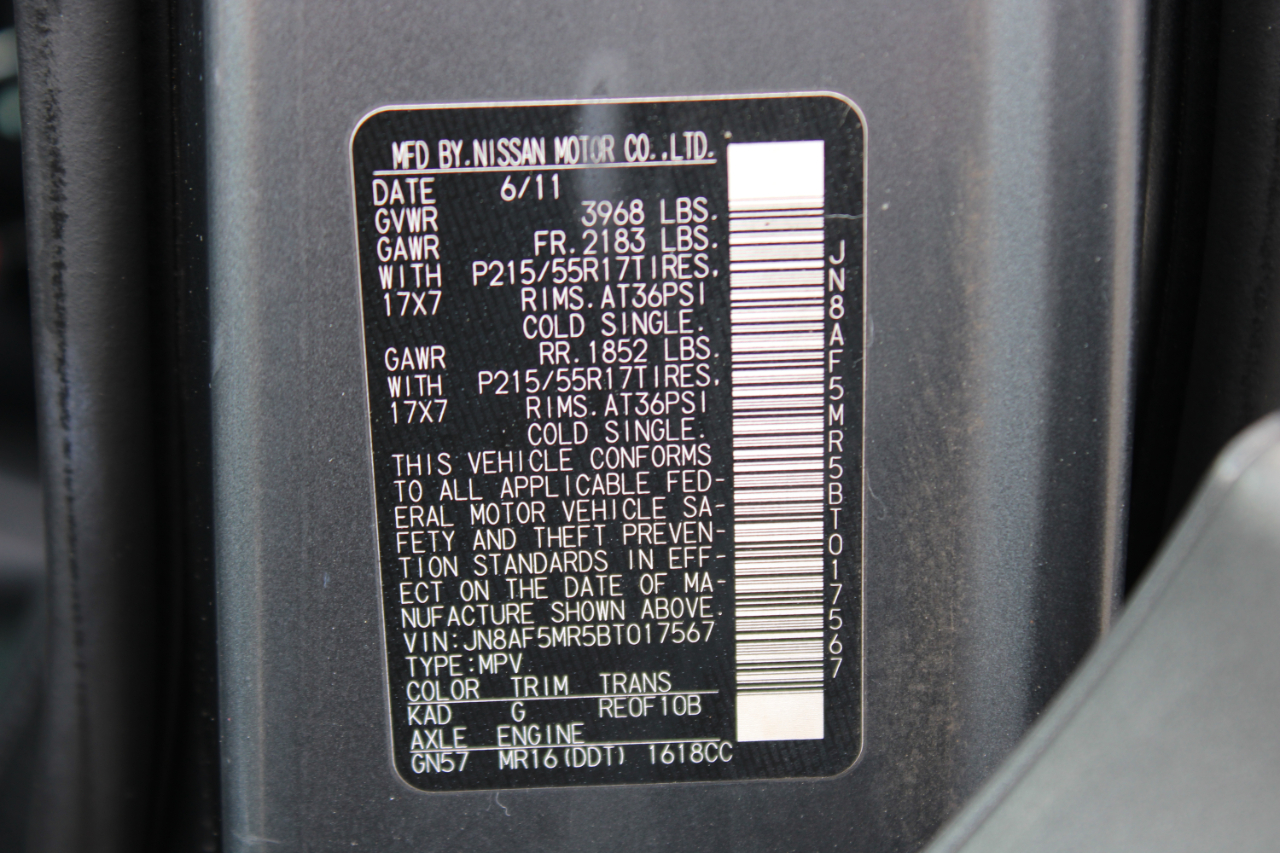 MFD BY.NISSAN MOTOR CO.,LTD.
DATE 6/11
GVWR 3968 LBS.
GAWR FR.2183 LBS.
WITH P215/55R17TIRES.
17X7 RIMS.AT36PSI
COLD SINGLE.
GAWR RR.1852 LBS.
WITH P215/55R17TIRES.
17X7 RIMS.AT36PSI
COLD SINGLE.
THIS VEHICLE CONFORMS
TO ALL APPLICABLE FED-
ERAL MOTOR VEHICLE SA-
FETY AND THEFT PREVEN-
TION STANDARDS IN EFF-
ECT ON THE DATE OF MA-
NUFACTURE SHOWN ABOVE.
VIN:JN8AF5MR5BT017567
TYPE:MPV
COLOR TRIM TRANS
KAD G RE0F10B
AXLE ENGINE
GN57 MR16(DDT) 1618CC
JN8AF5MR5BT017567